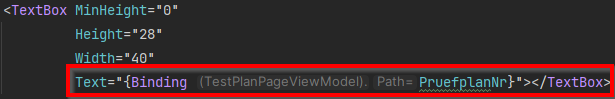 <TextBox MinHeight="0"
Height="28"
Width="40"
Text="{Binding (TestPlanPageViewModel). Path= PruefplanNr}"></TextBox>